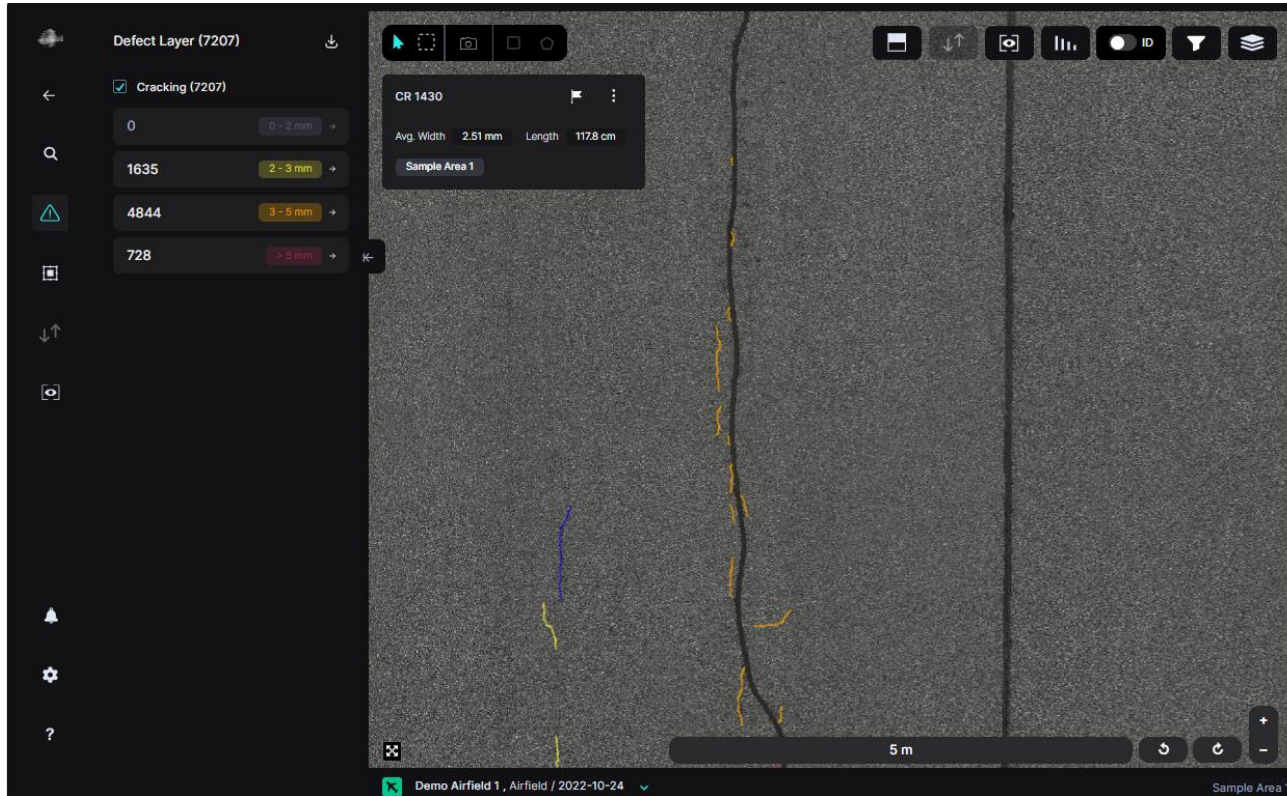 Defect Layer (7207)
Cracking (7207)
0 0 - 2 mm
1635 2 - 3 mm
4844 3 - 5 mm
728 > 5 mm
CR 1430
Avg. Width 2.51 mm Length 117.8 cm
Sample Area 1
ID
5 m
+
−
?
Demo Airfield 1 , Airfield / 2022-10-24
Sample Area 1